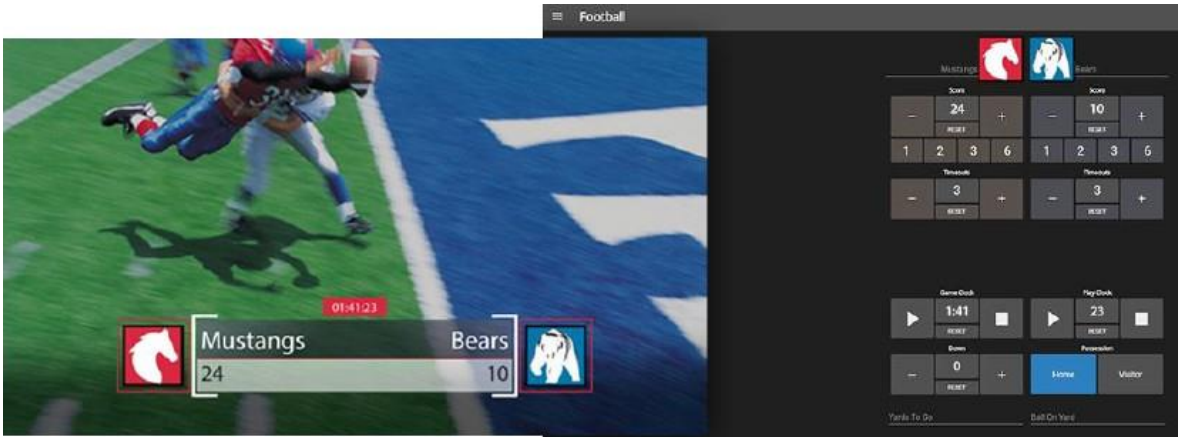 Football
Mustangs Bears
Score Score
24 10
- + - +
RESET RESET
1 2 3 6 1 2 3 6
Timeouts Timeouts
3 3
- + - +
RESET RESET
Game Clock Play Clock
1:41 23
RESET RESET
Downs Possession
0
- + Home Visitor
RESET
Yards To Go Ball On Yard
01:41:23
Mustangs Bears
24 10